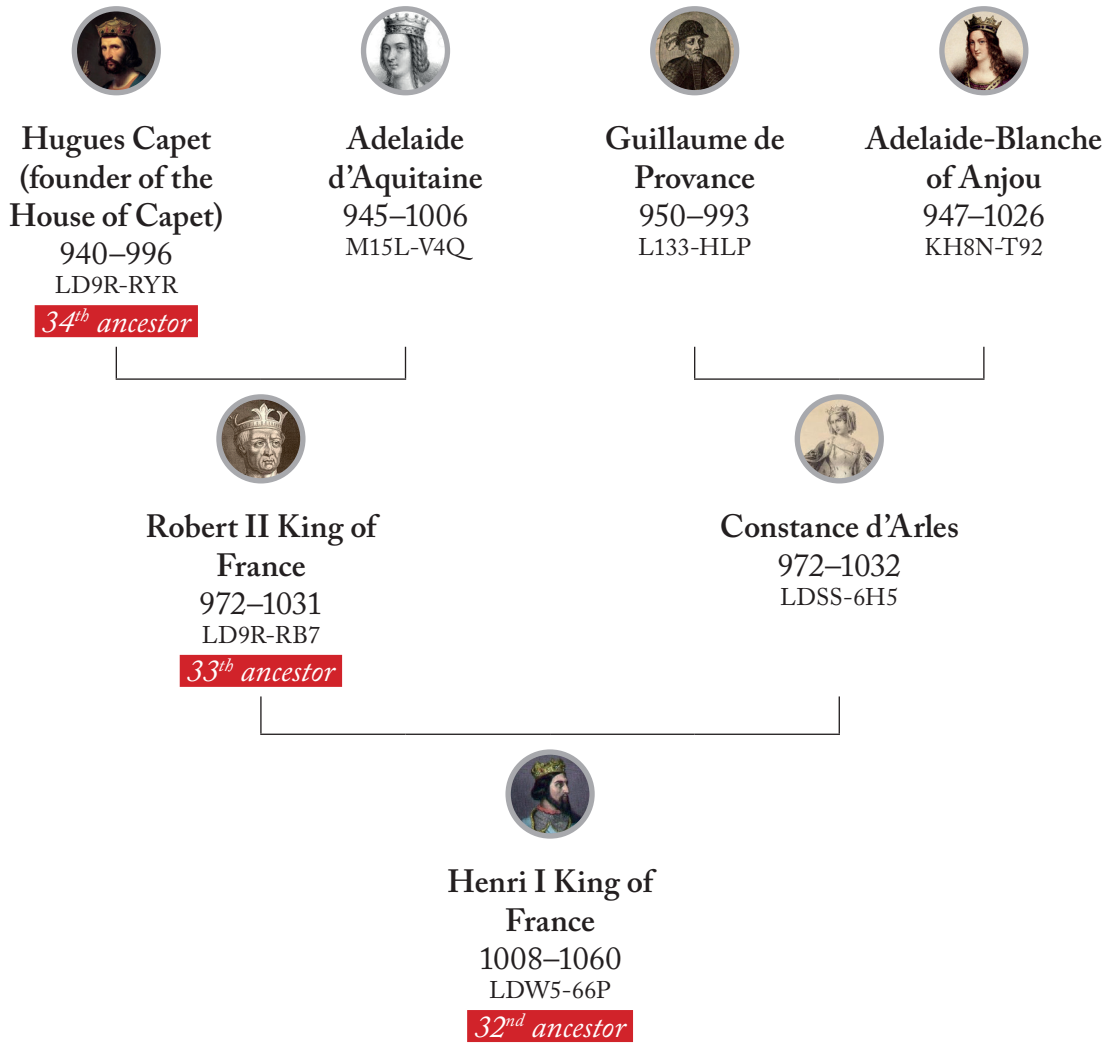 Hugues Capet
(founder of the
House of Capet)
940–996
LD9R-RYR
34th ancestor
Adelaide
d’Aquitaine
945–1006
M15L-V4Q
Guillaume de
Provance
950–993
L133-HLP
Adelaide-Blanche
of Anjou
947–1026
KH8N-T92
Robert II King of
France
972–1031
LD9R-RB7
33th ancestor
Constance d’Arles
972–1032
LDSS-6H5
Henri I King of
France
1008–1060
LDW5-66P
32nd ancestor